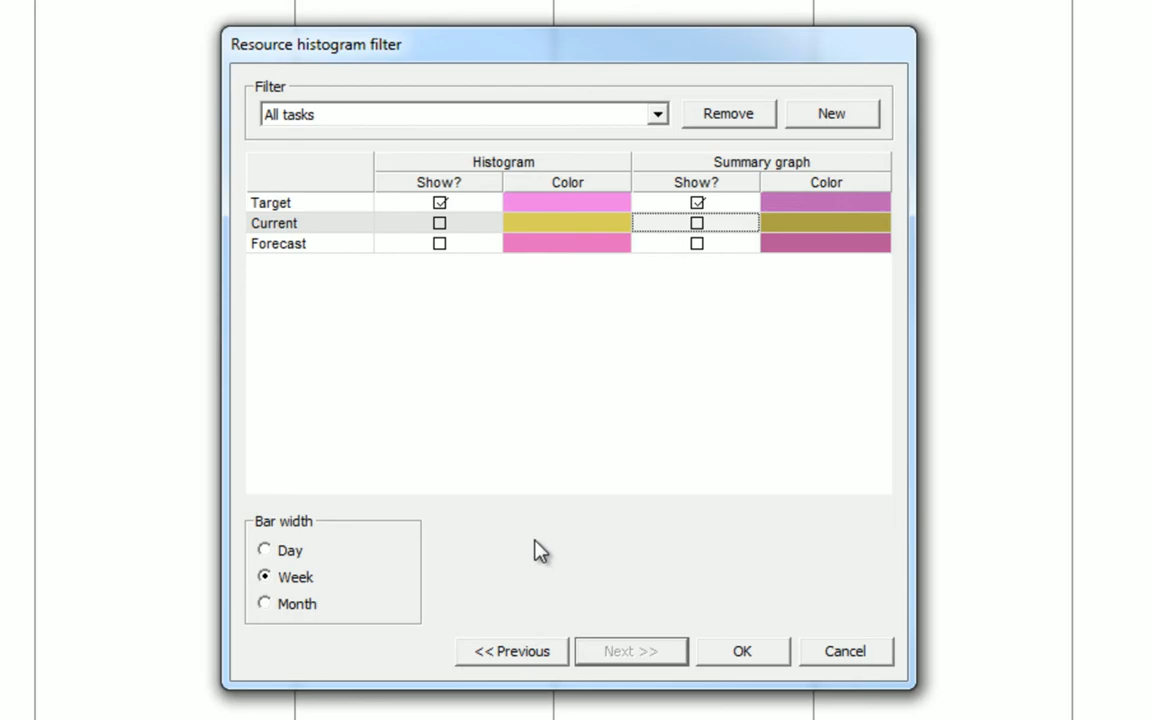 Resource histogram filter
Filter
All tasks Remove New
Histogram Summary graph
Show? Color Show? Color
Target
Current
Forecast
Bar width
Day
Week
Month
<< Previous Next >> OK Cancel